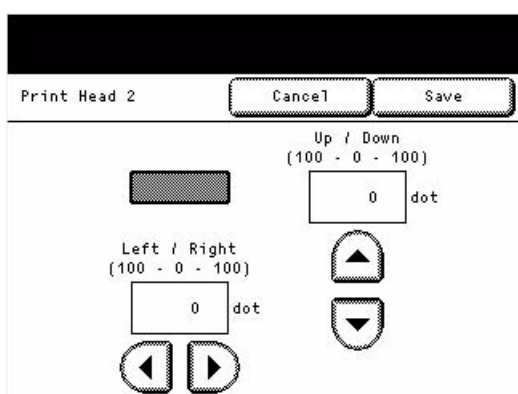 Print Head 2
Cancel
Save
Up / Down
(100 - 0 - 100)
0 dot
Left / Right
(100 - 0 - 100)
0 dot